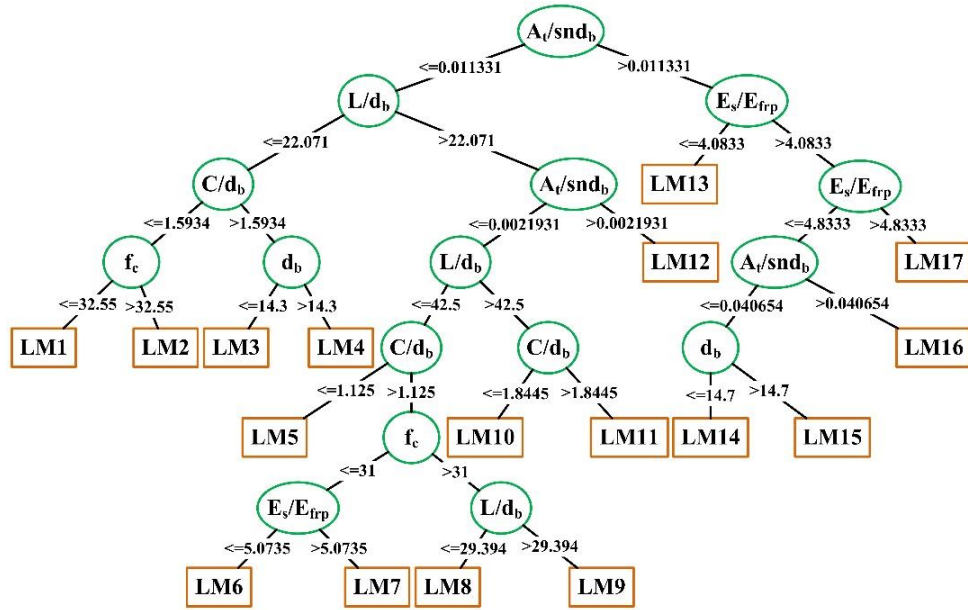 At/sndb
<=0.011331
>0.011331
L/db
Es/Efrp
<=22.071
>22.071
<=4.0833
>4.0833
C/db
At/sndb
LM13
Es/Efrp
<=1.5934
>1.5934
<=0.0021931
>0.0021931
<=4.8333
>4.8333
fc
db
L/db
LM12
At/sndb
LM17
<=32.55
>32.55
<=14.3
>14.3
<=42.5
>42.5
<=0.040654
>0.040654
LM1
LM2
LM3
LM4
C/db
C/db
db
LM16
<=1.125
>1.125
<=1.8445
>1.8445
<=14.7
>14.7
LM5
fc
LM10
LM11
LM14
LM15
<=31
>31
Es/Efrp
L/db
<=5.0735
>5.0735
<=29.394
>29.394
LM6
LM7
LM8
LM9